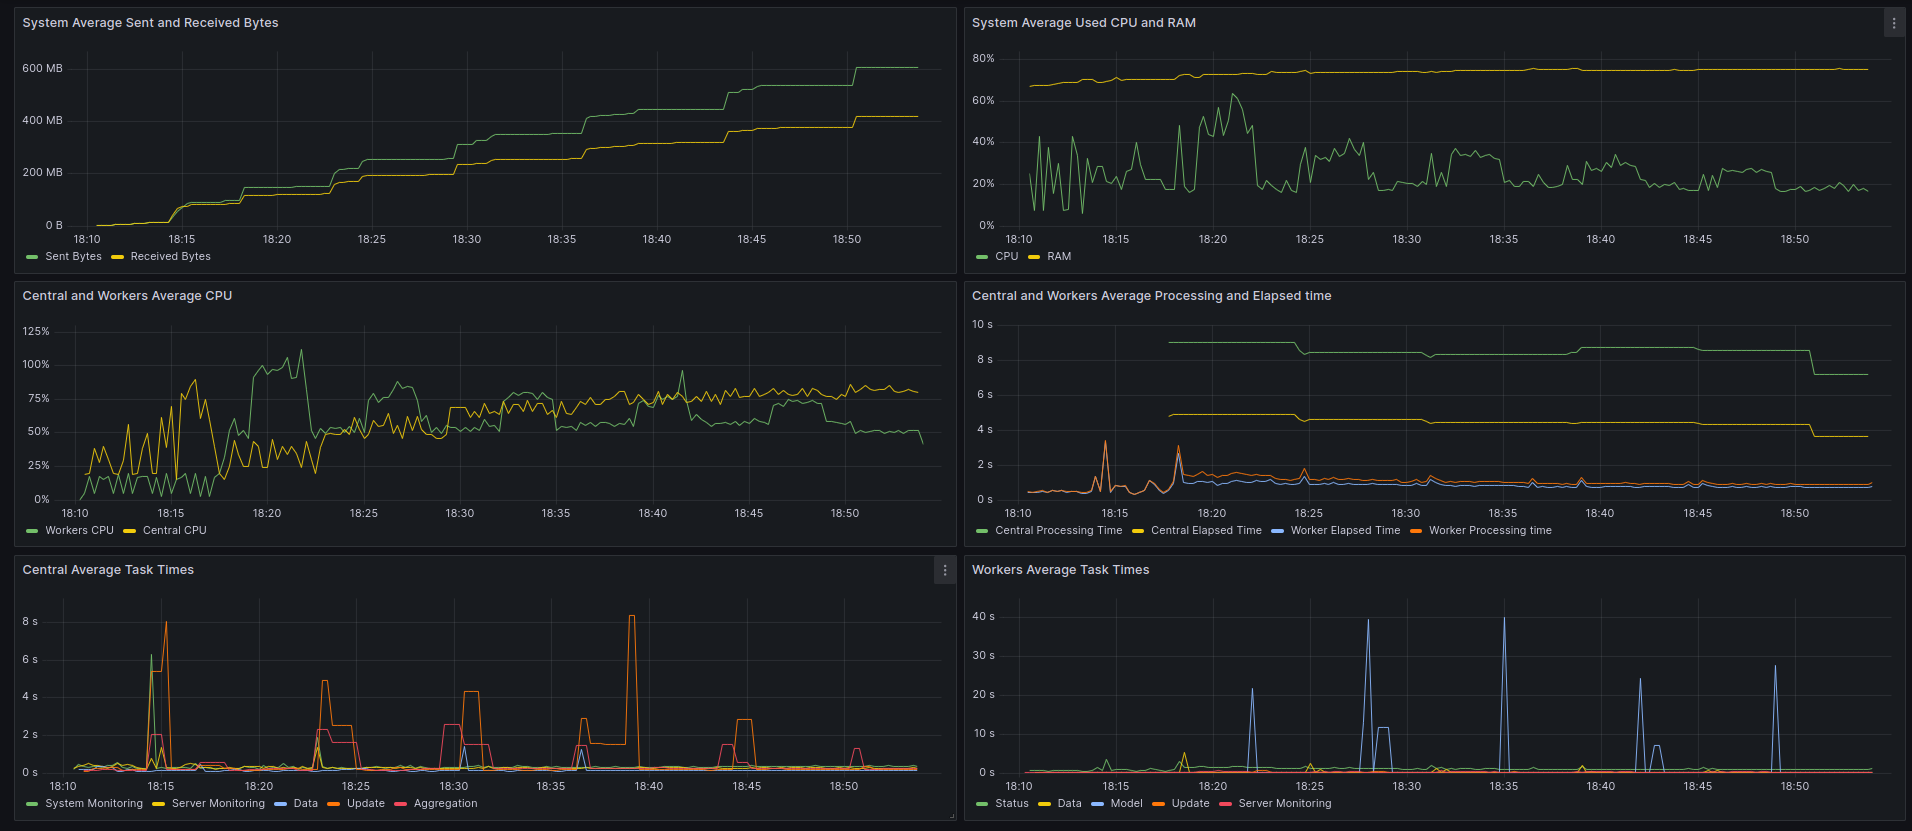 System Average Sent and Received Bytes
600 MB
400 MB
200 MB
0 B
18:10 18:15 18:20 18:25 18:30 18:35 18:40 18:45 18:50
Sent Bytes Received Bytes
System Average Used CPU and RAM
80%
60%
40%
20%
0%
18:10 18:15 18:20 18:25 18:30 18:35 18:40 18:45 18:50
CPU RAM
Central and Workers Average CPU
125%
100%
75%
50%
25%
0%
18:10 18:15 18:20 18:25 18:30 18:35 18:40 18:45 18:50
Workers CPU Central CPU
Central and Workers Average Processing and Elapsed time
10 s
8 s
6 s
4 s
2 s
0 s
18:10 18:15 18:20 18:25 18:30 18:35 18:40 18:45 18:50
Central Processing Time Central Elapsed Time Worker Elapsed Time Worker Processing time
Central Average Task Times
8 s
6 s
4 s
2 s
0 s
18:10 18:15 18:20 18:25 18:30 18:35 18:40 18:45 18:50
System Monitoring Server Monitoring Data Update Aggregation
Workers Average Task Times
40 s
30 s
20 s
10 s
0 s
18:10 18:15 18:20 18:25 18:30 18:35 18:40 18:45 18:50
Status Data Model Update Server Monitoring